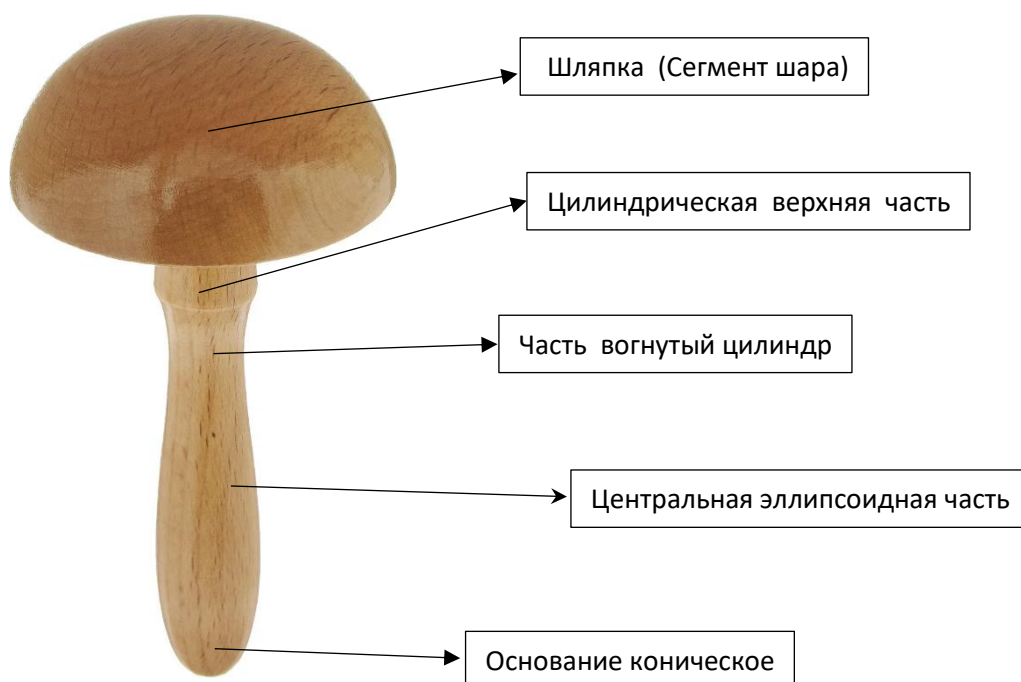 Шляпка (Сегмент шара)
Цилиндрическая верхняя часть
Часть вогнутый цилиндр
Центральная эллипсоидная часть
Основание коническое